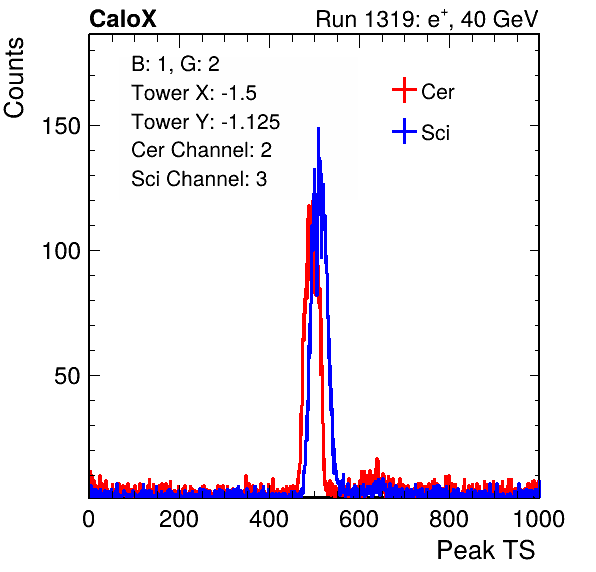 CaloX Run 1319: e⁺, 40 GeV
Counts
B: 1, G: 2
Tower X: -1.5
Tower Y: -1.125
Cer Channel: 2
Sci Channel: 3
Cer
Sci
150
100
50
0 200 400 600 800 1000
Peak TS